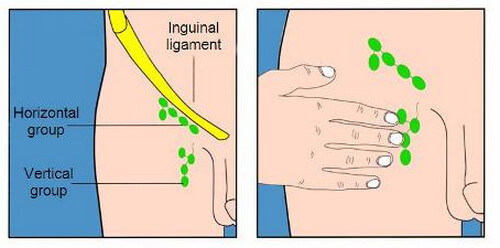 Inguinal
ligament
Horizontal
group
Vertical
group